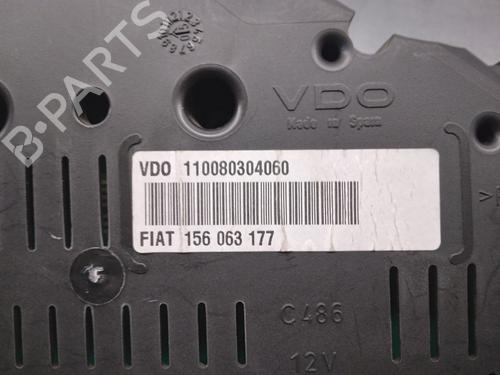 VDO
Made in Spain
VDO 110080304060
FIAT 156 063 177
C486
12V
B-PARTS